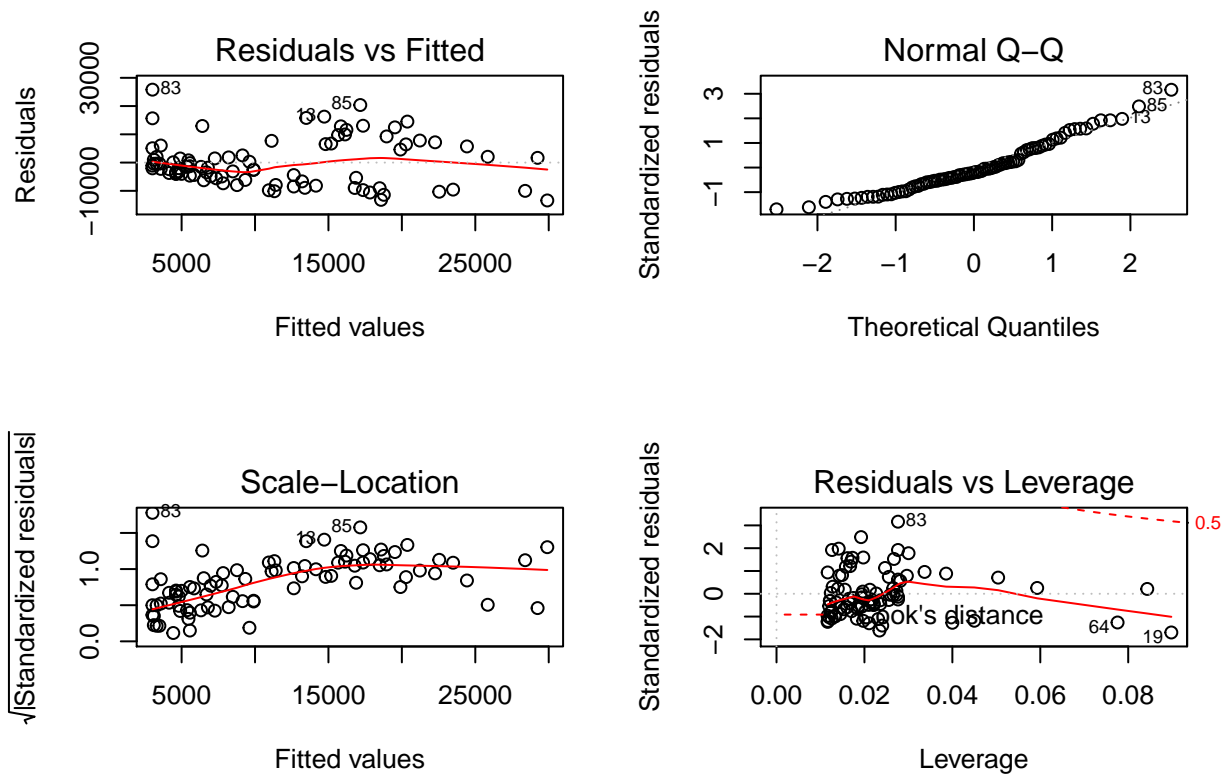 Residuals vs Fitted
Residuals
30000
−10000
83
13
85
5000 15000 25000
Fitted values
Normal Q−Q
Standardized residuals
3
1
−1
83
85
13
−2 −1 0 1 2
Theoretical Quantiles
Scale−Location
√|Standardized residuals|
1.0
0.0
83
13
85
5000 15000 25000
Fitted values
Residuals vs Leverage
Standardized residuals
2
0
−2
83
0.5
ok's distance
64
19
0.00 0.02 0.04 0.06 0.08
Leverage